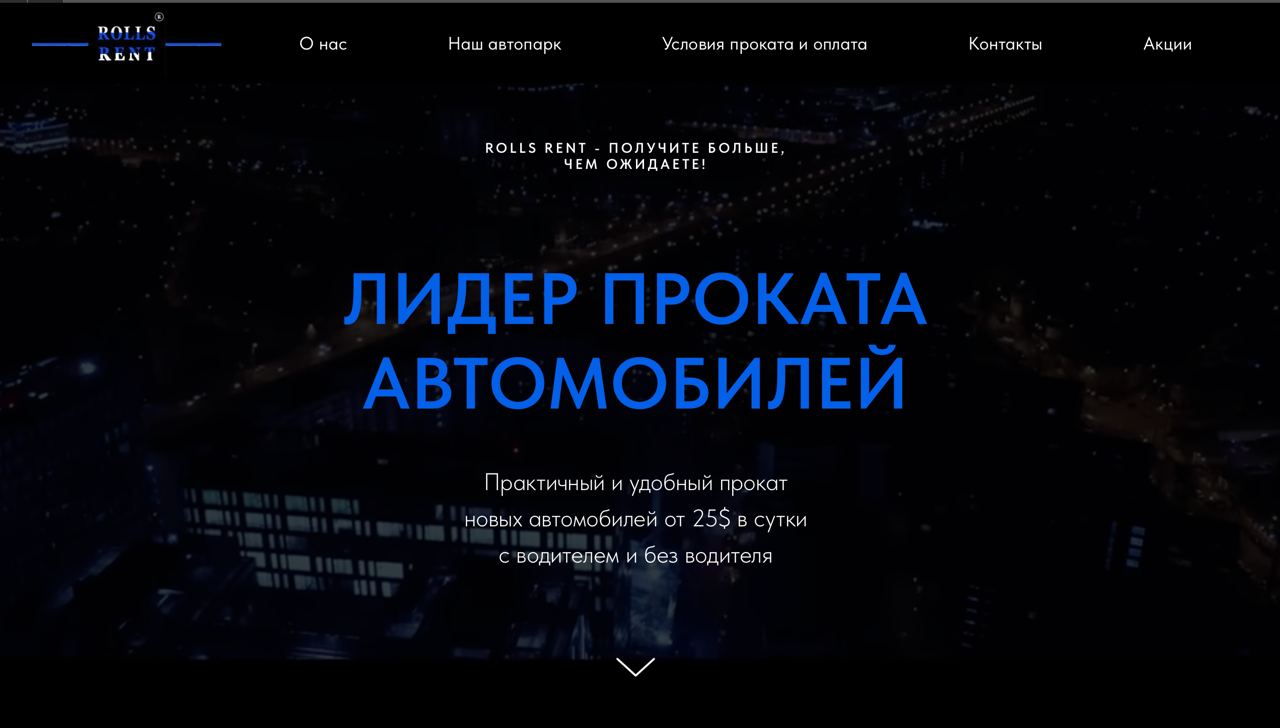 ROLLS
RENT
®
О нас
Наш автопарк
Условия проката и оплата
Контакты
Акции
ROLLS RENT - ПОЛУЧИТЕ БОЛЬШЕ,
ЧЕМ ОЖИДАЕТЕ!
ЛИДЕР ПРОКАТА
АВТОМОБИЛЕЙ
Практичный и удобный прокат
новых автомобилей от 25$ в сутки
с водителем и без водителя